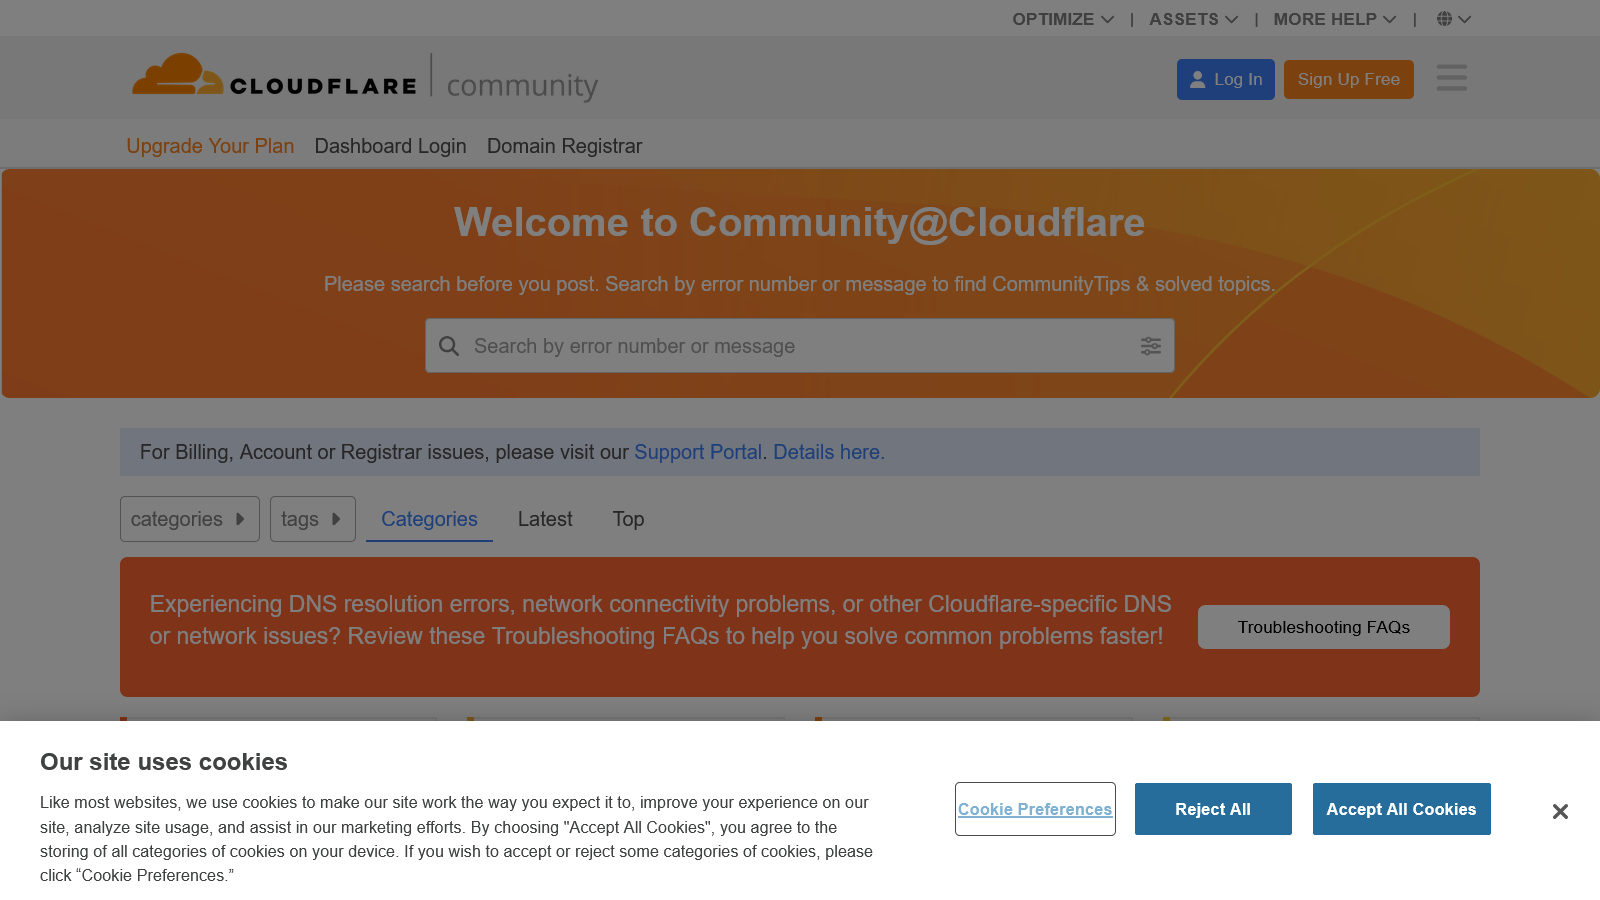 OPTIMIZE | ASSETS | MORE HELP |
CLOUDFLARE | community
Log In
Sign Up Free
Upgrade Your Plan Dashboard Login Domain Registrar
Welcome to Community@Cloudflare
Please search before you post. Search by error number or message to find CommunityTips & solved topics.
Search by error number or message
For Billing, Account or Registrar issues, please visit our Support Portal. Details here.
categories tags Categories Latest Top
Experiencing DNS resolution errors, network connectivity problems, or other Cloudflare-specific DNS
or network issues? Review these Troubleshooting FAQs to help you solve common problems faster!
Troubleshooting FAQs
Our site uses cookies
Like most websites, we use cookies to make our site work the way you expect it to, improve your experience on our
site, analyze site usage, and assist in our marketing efforts. By choosing "Accept All Cookies", you agree to the
storing of all categories of cookies on your device. If you wish to accept or reject some categories of cookies, please
click “Cookie Preferences.”
Cookie Preferences
Reject All
Accept All Cookies